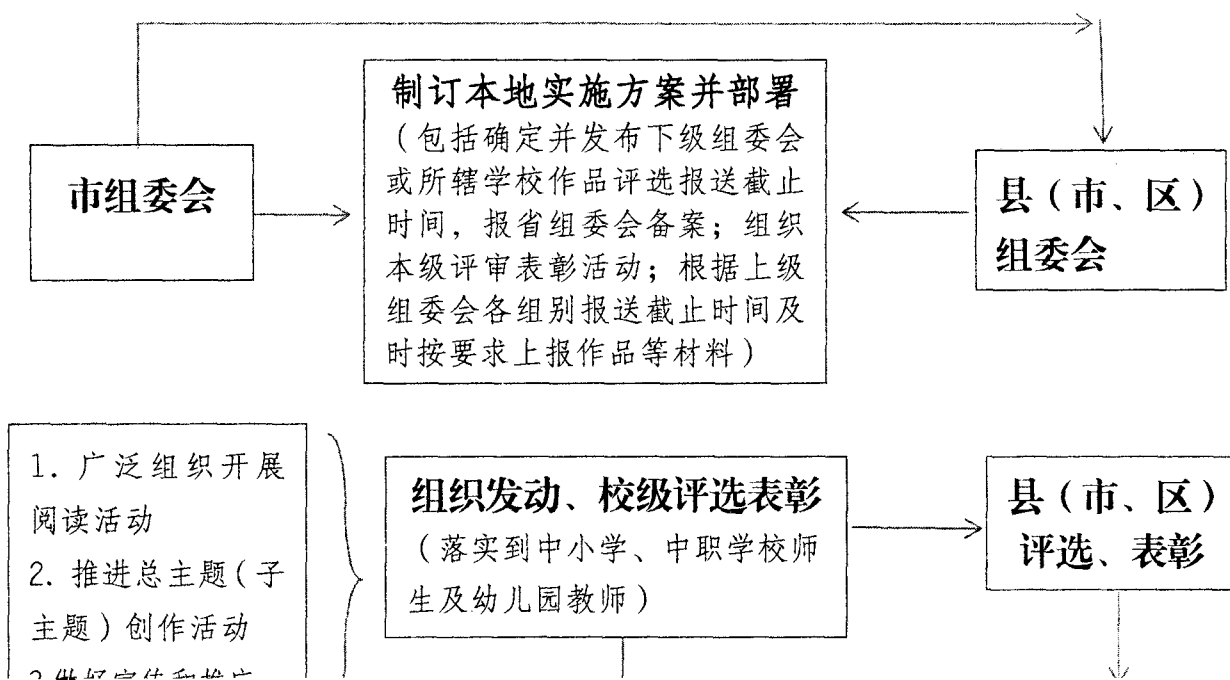 制订本地实施方案并部署
（包括确定并发布下级组委会
或所辖学校作品评选报送截止
时间，报省组委会备案；组织
本级评审表彰活动；根据上级
组委会各组别报送截止时间及
时按要求上报作品等材料）
市组委会
县（市、区）
组委会
1. 广泛组织开展
阅读活动
2. 推进总主题（子
主题）创作活动
3.做好宣传和推广
组织发动、校级评选表彰
（落实到中小学、中职学校师
生及幼儿园教师）
县（市、区）
评选、表彰